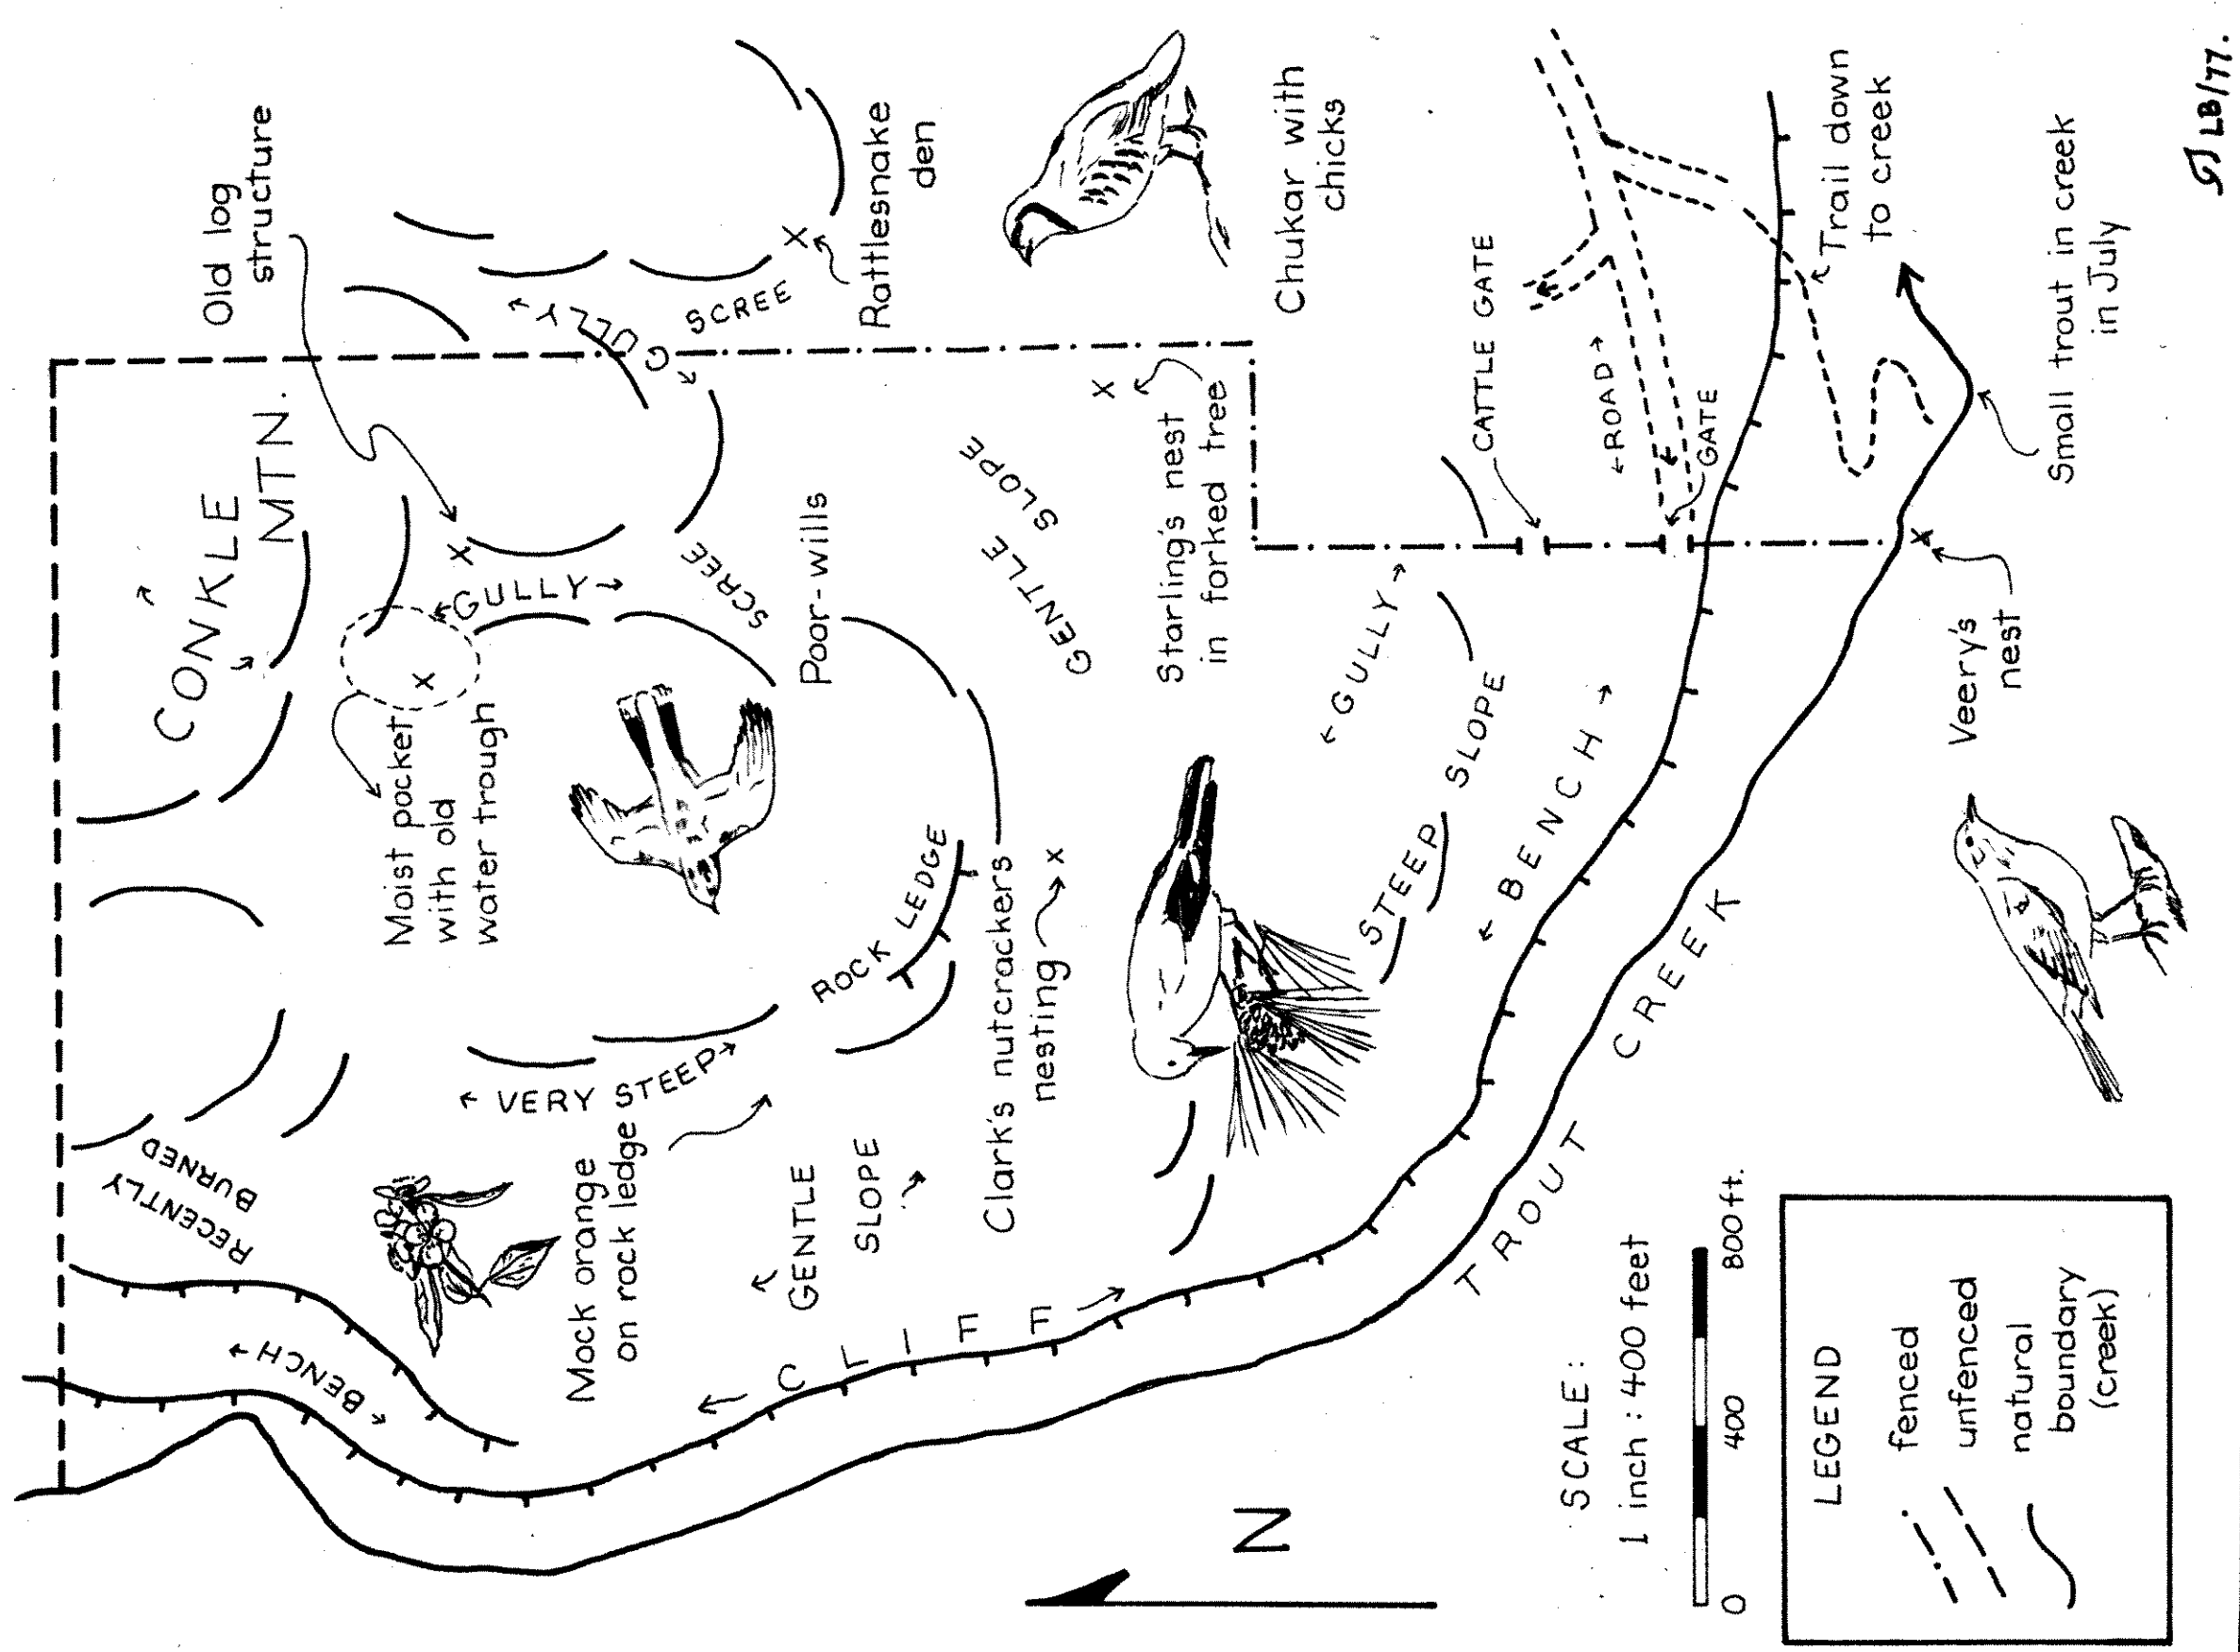 Old log
structure
CONKLE
MTN.
Moist pocket
with old
water trough
GULLY
GULLY
SCREE
SCREE
Rattlesnake
den
Poor-wills
RECENTLY
BURNED
BENCH
VERY STEEP
Mock orange
on rock ledge
ROCK LEDGE
GENTLE
SLOPE
GENTLE SLOPE
Clark's nutcrackers
nesting
Starling's nest
in forked tree
Chukar with
chicks
CLIFF
GULLY
STEEP SLOPE
BENCH
CATTLE GATE
ROAD
GATE
Trail down
to creek
TROUT CREEK
Veery's
nest
Small trout in creek
in July
N
SCALE:
1 inch : 400 feet
0 400 800 ft.
LEGEND
fenced
unfenced
natural
boundary
(creek)
LB/77.